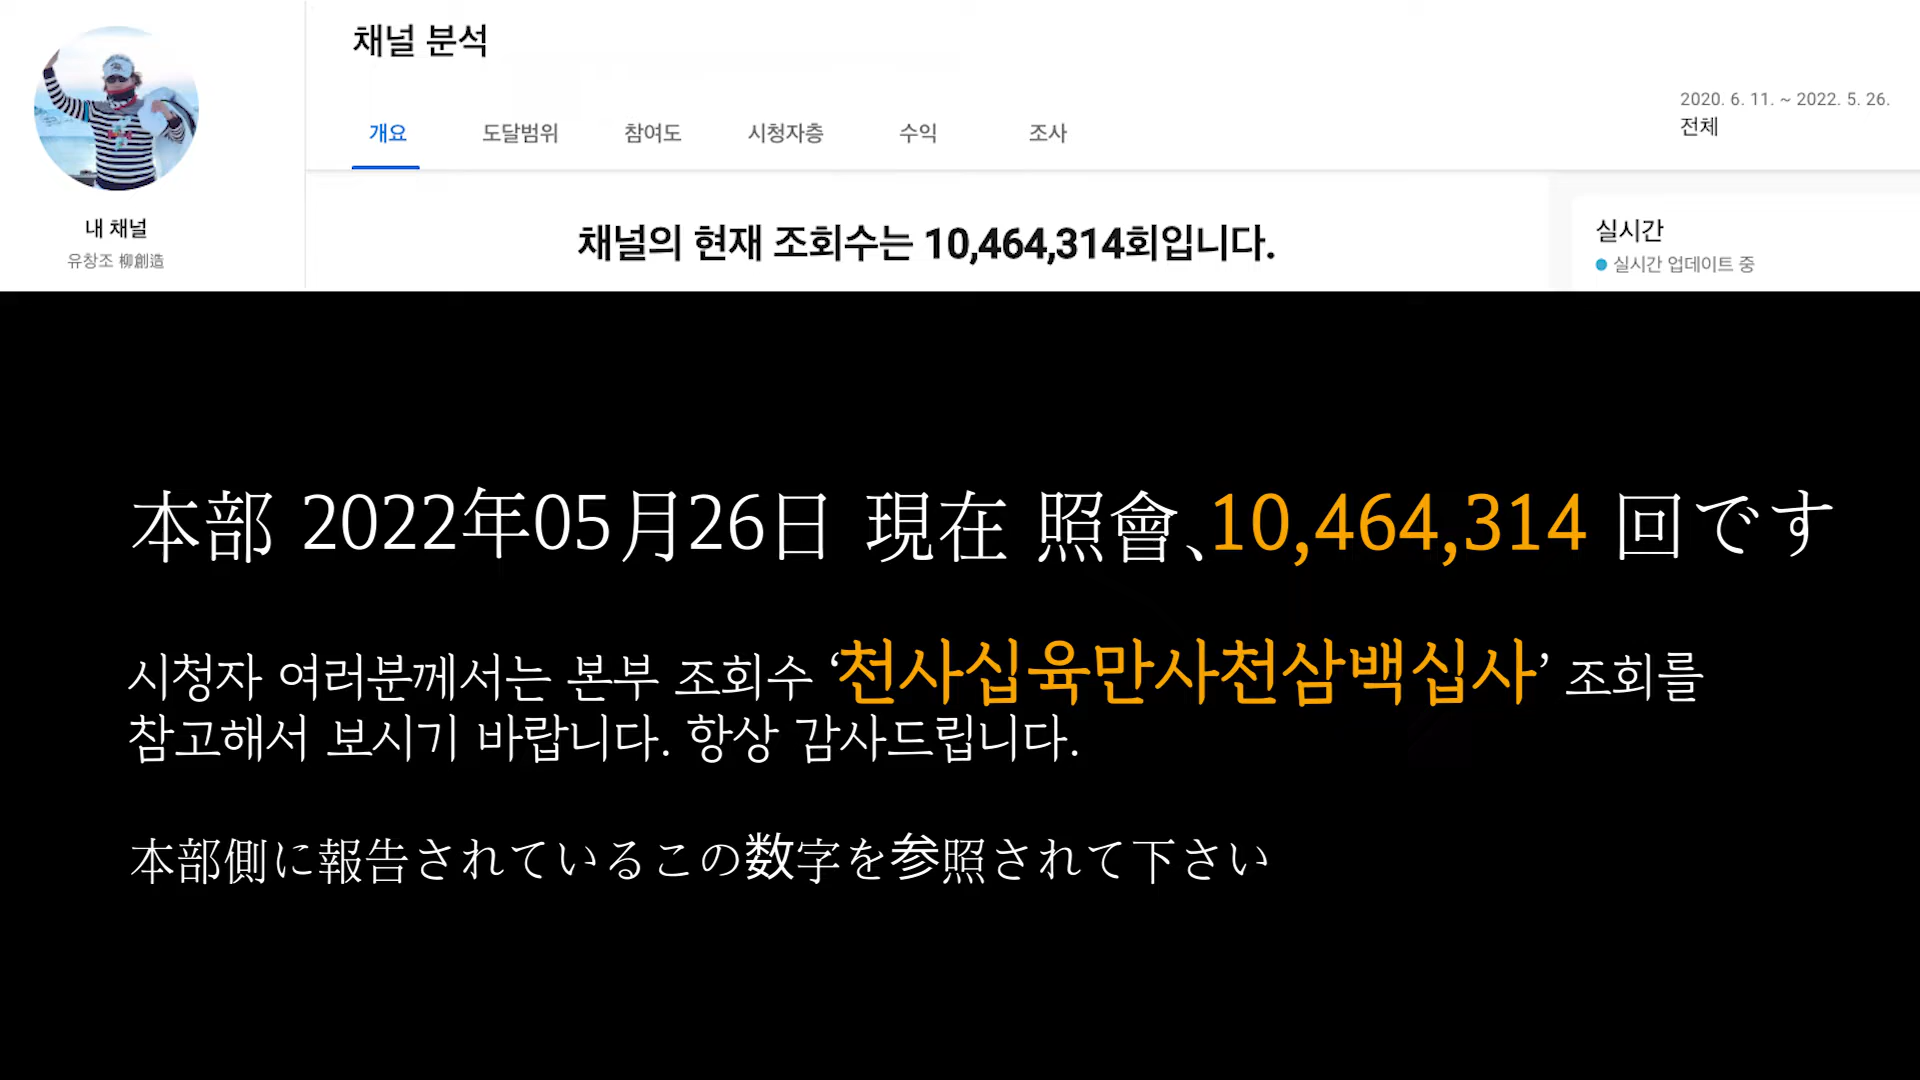 채널 분석
2020. 6. 11. ~ 2022. 5. 26.
전체
개요 도달범위 참여도 시청자층 수익 조사
내 채널
유창조 柳創造
채널의 현재 조회수는 10,464,314회입니다.
실시간
실시간 업데이트 중
本部 2022年05月26日 現在 照會、10,464,314 回です
시청자 여러분께서는 본부 조회수 ‘천사십육만사천삼백십사’ 조회를
참고해서 보시기 바랍니다. 항상 감사드립니다.
本部側に報告されているこの数字を参照されて下さい